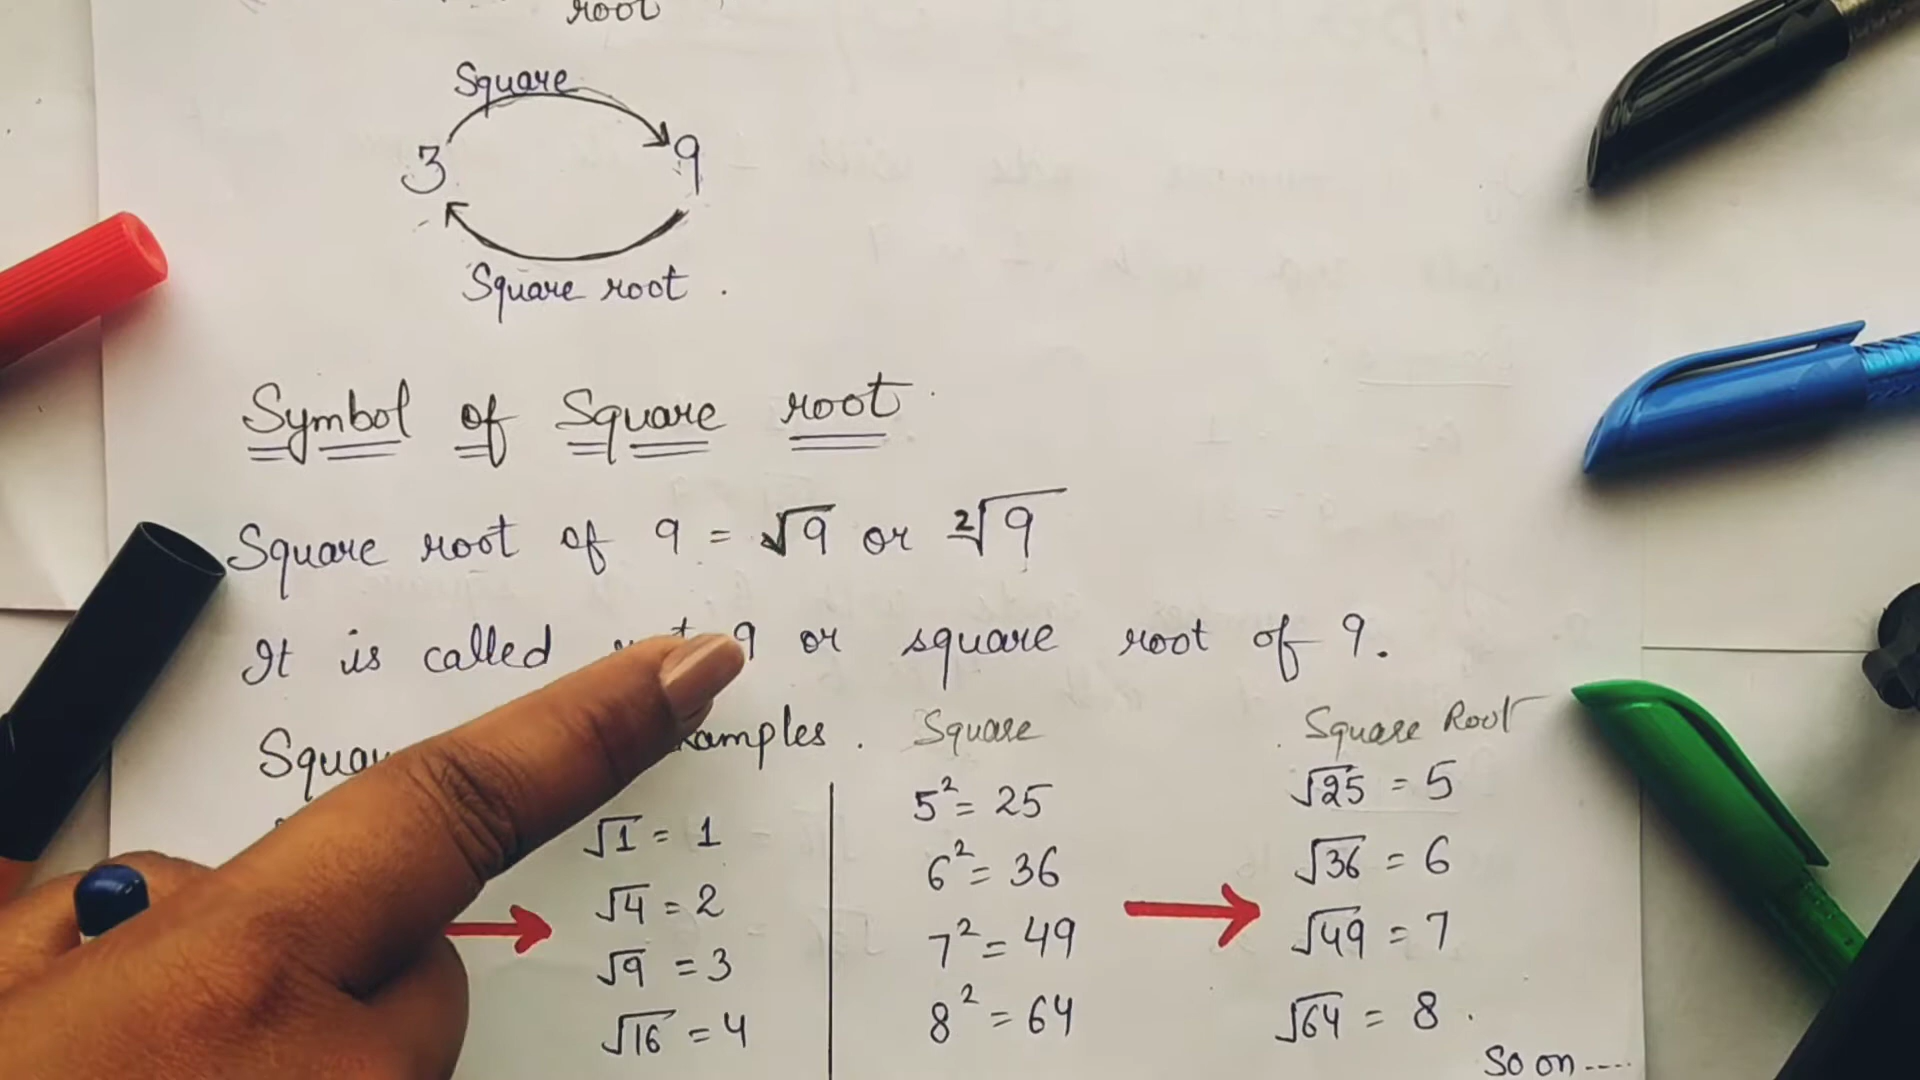 root
Square
3 9
Square root .
Symbol of Square root
Square root of 9 = √9 or ²√9
It is called 9 or square root of 9.
examples . Square Square Root
√1 = 1 5² = 25 √25 = 5
√4 = 2 6² = 36 √36 = 6
√9 = 3 7² = 49 √49 = 7
√16 = 4 8² = 64 √64 = 8 .
So on ----